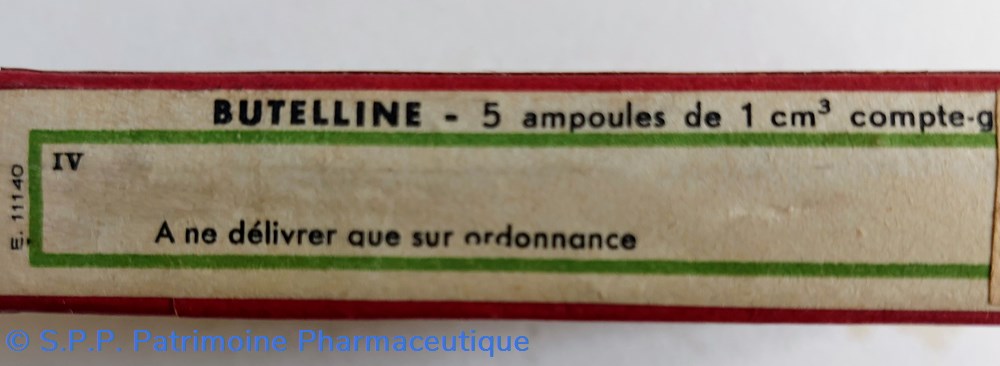 BUTELLINE - 5 ampoules de 1 cm³ compte-g
IV
E. 11140
A ne délivrer que sur ordonnance
© S.P.P. Patrimoine Pharmaceutique